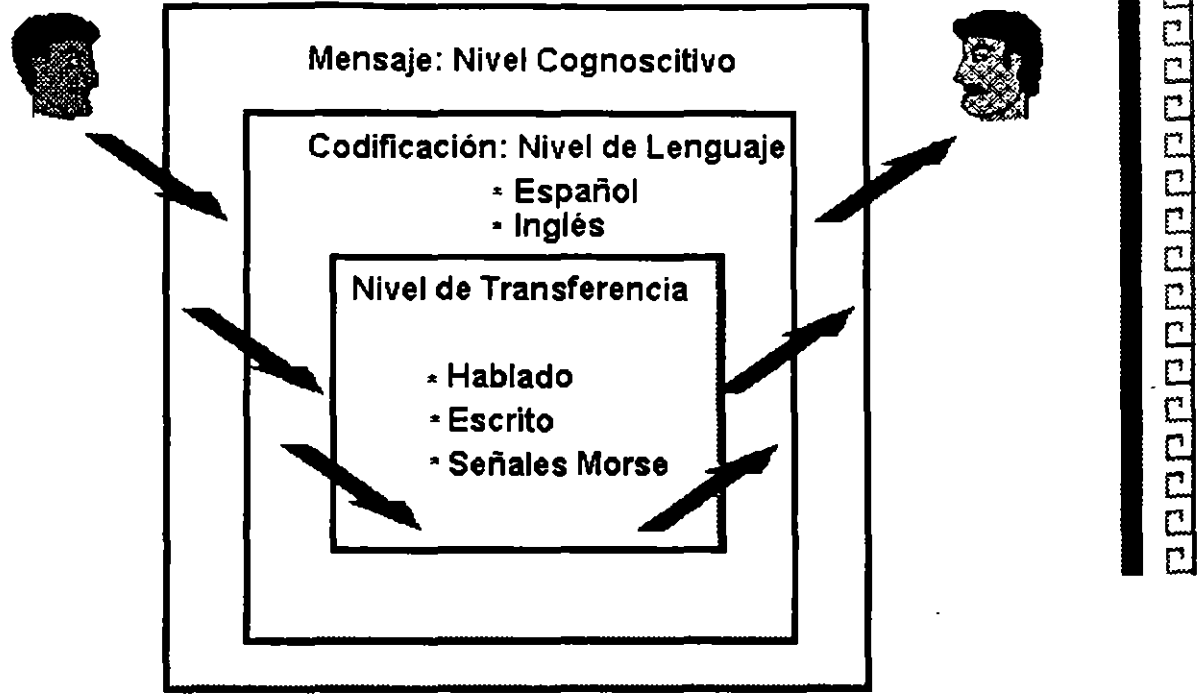 Mensaje: Nivel Cognoscitivo
Codificación: Nivel de Lenguaje
* Español
* Inglés
Nivel de Transferencia
* Hablado
* Escrito
* Señales Morse